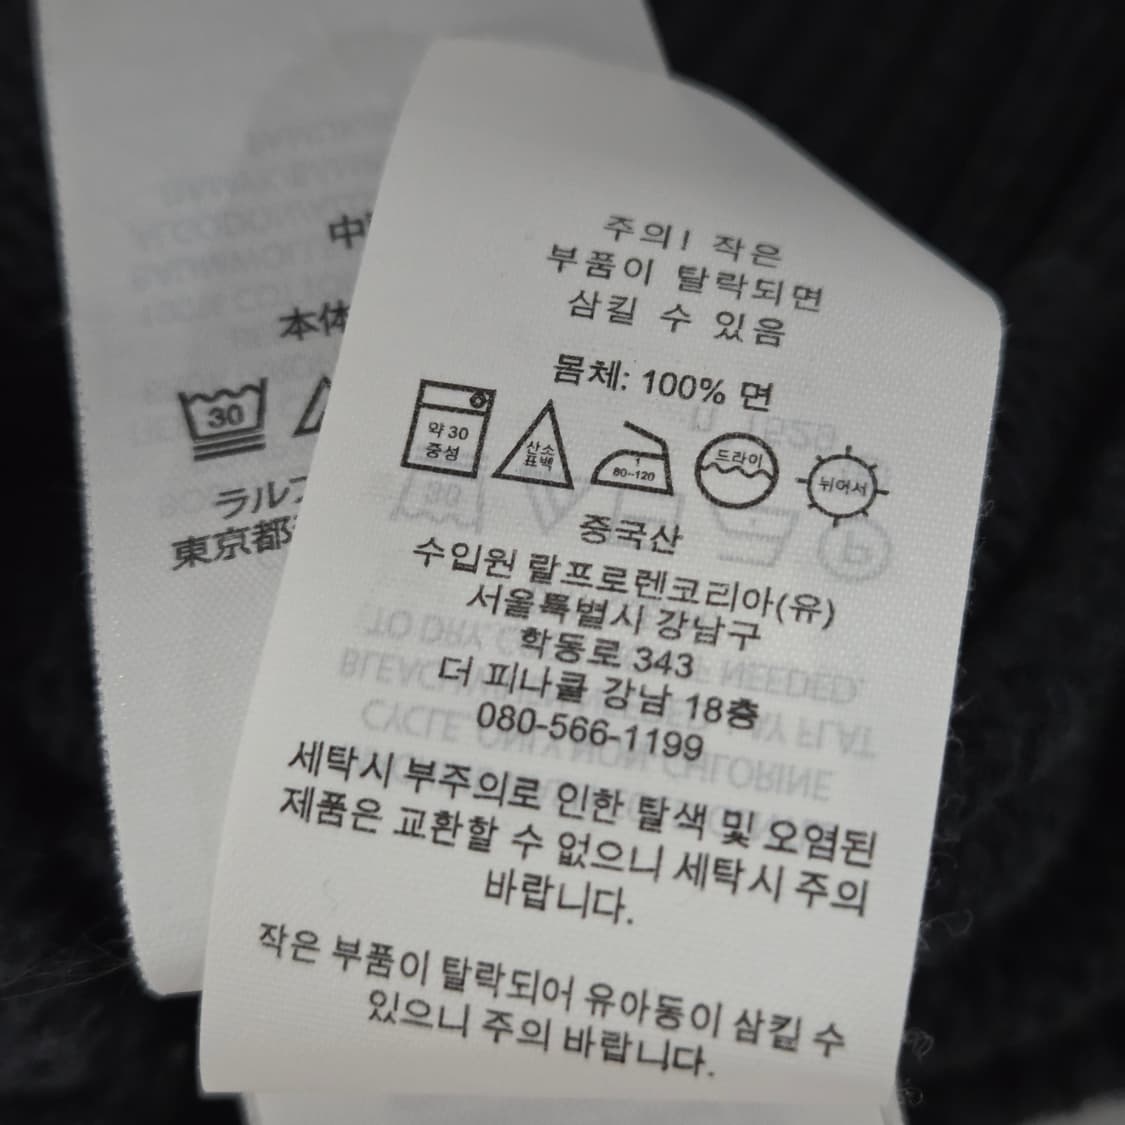 주의! 작은
부품이 탈락되면
삼킬 수 있음
몸체: 100% 면
약 30
중성
산소
표백
1
80~120
드라이
뉘어서
중국산
수입원 랄프로렌코리아(유)
서울특별시 강남구
학동로 343
더 피나클 강남 18층
080-566-1199
세탁시 부주의로 인한 탈색 및 오염된
제품은 교환할 수 없으니 세탁시 주의
바랍니다.
작은 부품이 탈락되어 유아동이 삼킬 수
있으니 주의 바랍니다.
中
本体
30
ラルフ
東京都